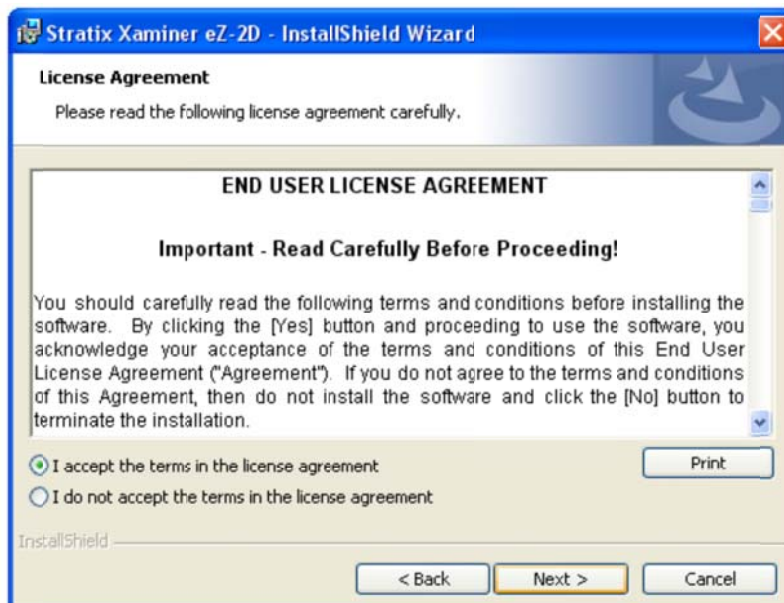 Stratix Xaminer eZ-2D - InstallShield Wizard
License Agreement
Please read the following license agreement carefully.
END USER LICENSE AGREEMENT
Important - Read Carefully Before Proceeding!
You should carefully read the following terms and conditions before installing the
software. By clicking the [Yes] button and proceeding to use the software, you
acknowledge your acceptance of the terms and conditions of this End User
License Agreement ("Agreement"). If you do not agree to the terms and conditions
of this Agreement, then do not install the software and click the [No] button to
terminate the installation.
I accept the terms in the license agreement
Print
I do not accept the terms in the license agreement
InstallShield
< Back
Next >
Cancel